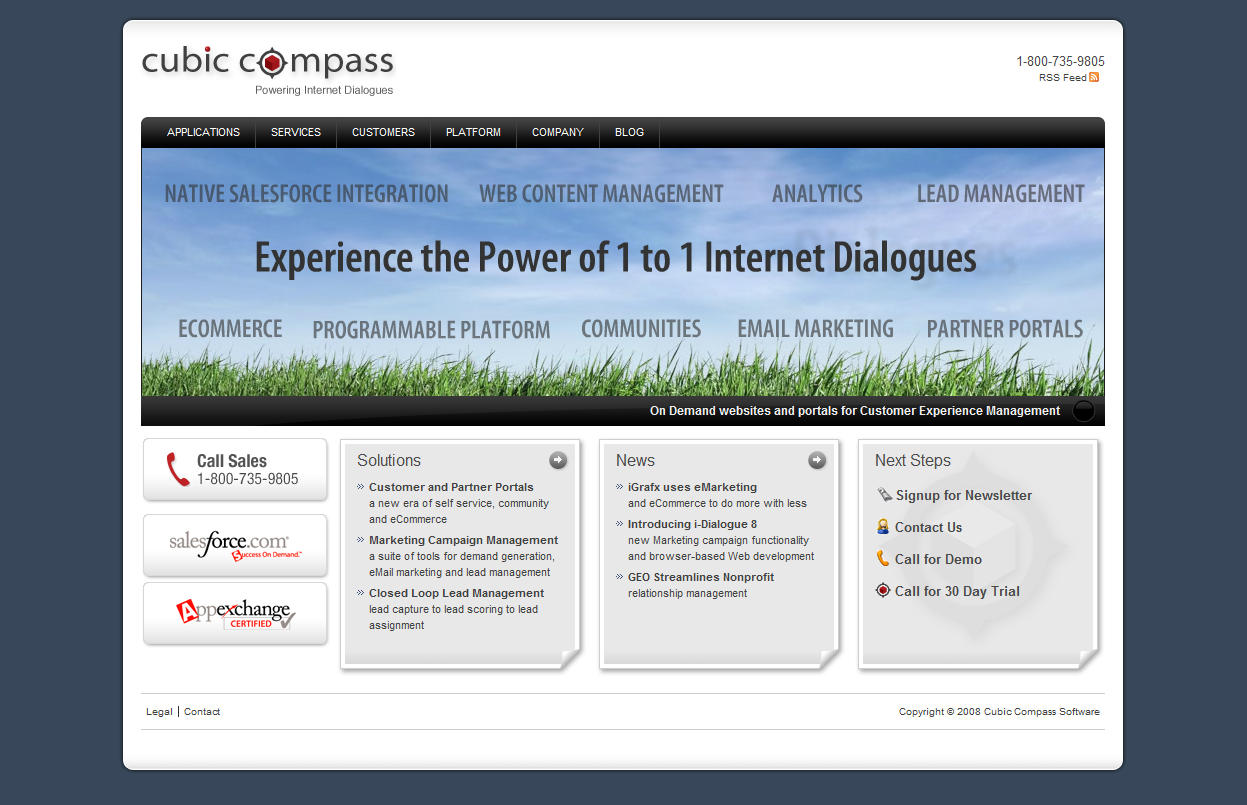 cubic compass
Powering Internet Dialogues
1-800-735-9805
RSS Feed
APPLICATIONS SERVICES CUSTOMERS PLATFORM COMPANY BLOG
NATIVE SALESFORCE INTEGRATION WEB CONTENT MANAGEMENT ANALYTICS LEAD MANAGEMENT
Experience the Power of 1 to 1 Internet Dialogues
ECOMMERCE PROGRAMMABLE PLATFORM COMMUNITIES EMAIL MARKETING PARTNER PORTALS
On Demand websites and portals for Customer Experience Management
Call Sales
1-800-735-9805
salesforce.com
Success On Demand.™
Appexchange
CERTIFIED
Solutions
Customer and Partner Portals
a new era of self service, community
and eCommerce
Marketing Campaign Management
a suite of tools for demand generation,
eMail marketing and lead management
Closed Loop Lead Management
lead capture to lead scoring to lead
assignment
News
iGrafx uses eMarketing
and eCommerce to do more with less
Introducing i-Dialogue 8
new Marketing campaign functionality
and browser-based Web development
GEO Streamlines Nonprofit
relationship management
Next Steps
Signup for Newsletter
Contact Us
Call for Demo
Call for 30 Day Trial
Legal | Contact
Copyright © 2008 Cubic Compass Software